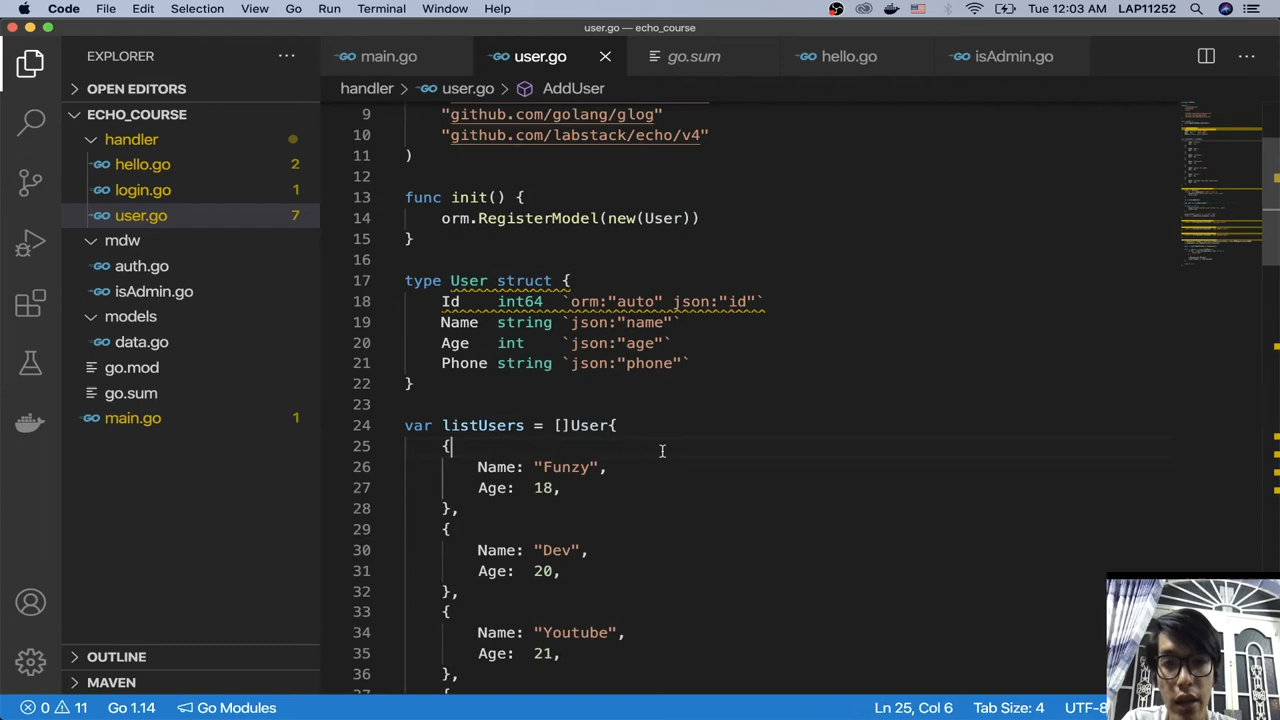 Code File Edit Selection View Go Run Terminal Window Help Tue 12:03 AM LAP11252
user.go — echo_course
EXPLORER
main.go user.go go.sum hello.go isAdmin.go
OPEN EDITORS
handler user.go AddUser
ECHO_COURSE
handler
hello.go 2
login.go 1
user.go 7
mdw
auth.go
isAdmin.go
models
data.go
go.mod
go.sum
main.go 1
OUTLINE
MAVEN
9 "github.com/golang/glog"
10 "github.com/labstack/echo/v4"
11 )
12
13 func init() {
14 orm.RegisterModel(new(User))
15 }
16
17 type User struct {
18 Id int64 `orm:"auto" json:"id"`
19 Name string `json:"name"`
20 Age int `json:"age"`
21 Phone string `json:"phone"`
22 }
23
24 var listUsers = []User{
25 {
26 Name: "Funzy",
27 Age: 18,
28 },
29 {
30 Name: "Dev",
31 Age: 20,
32 },
33 {
34 Name: "Youtube",
35 Age: 21,
36 },
37 {
0 11 Go 1.14 Go Modules Ln 25, Col 6 Tab Size: 4 UTF-8